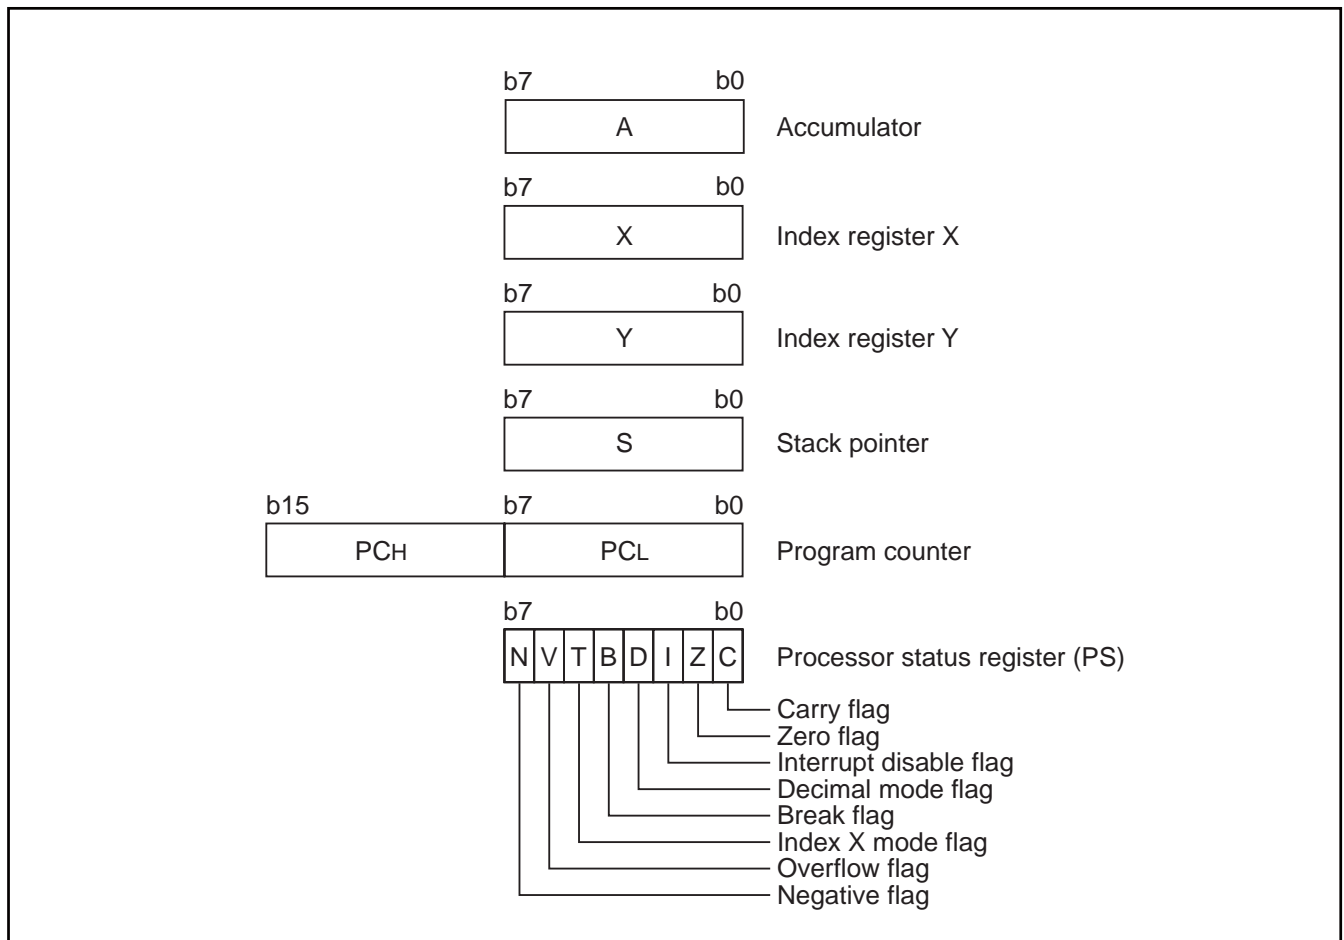 b7 b0
A Accumulator
b7 b0
X Index register X
b7 b0
Y Index register Y
b7 b0
S Stack pointer
b15 b7 b0
PCH PCL Program counter
b7 b0
N V T B D I Z C Processor status register (PS)
Carry flag
Zero flag
Interrupt disable flag
Decimal mode flag
Break flag
Index X mode flag
Overflow flag
Negative flag